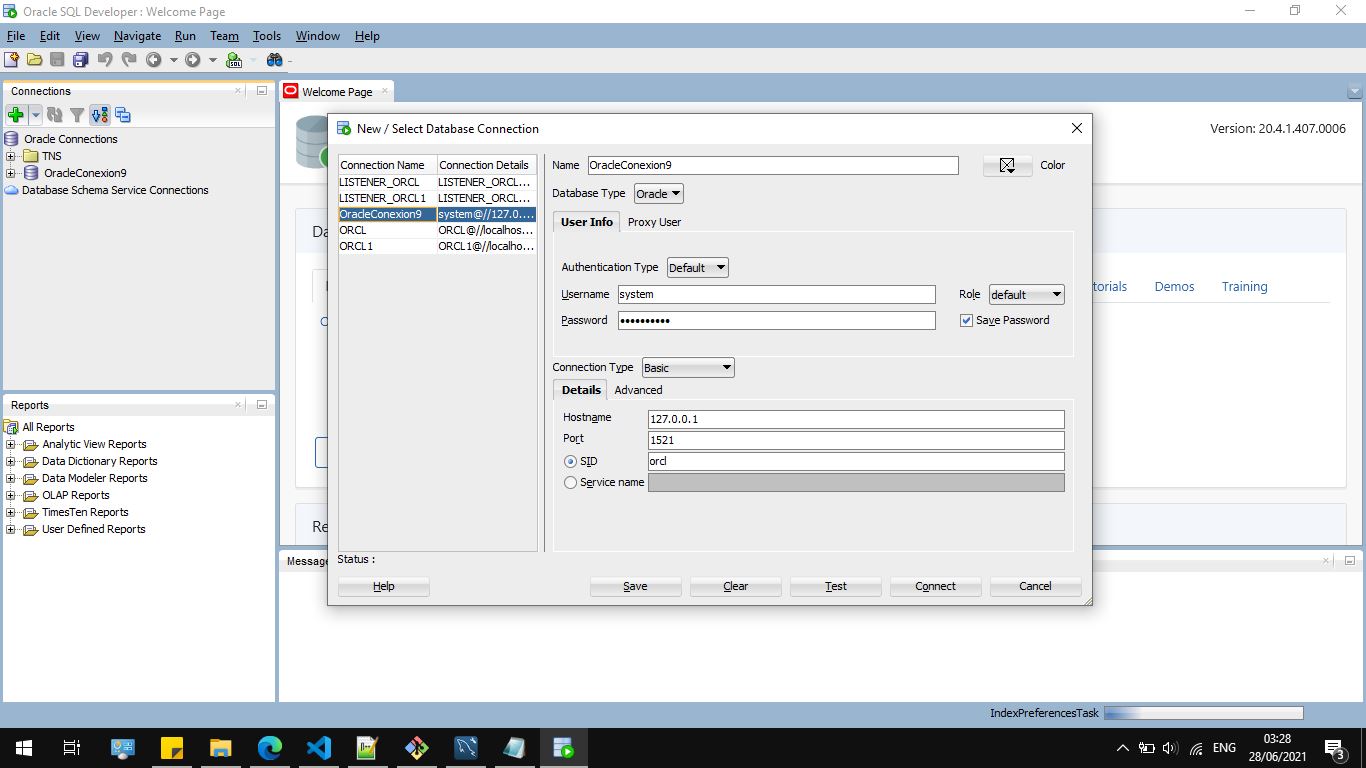 Oracle SQL Developer : Welcome Page
File Edit View Navigate Run Team Tools Window Help
Connections
Oracle Connections
TNS
OracleConexion9
Database Schema Service Connections
Welcome Page
Version: 20.4.1.407.0006
Demos
Training
New / Select Database Connection
Connection Name Connection Details
LISTENER_ORCL LISTENER_ORCL...
LISTENER_ORCL1 LISTENER_ORCL...
OracleConexion9 system@//127.0....
ORCL ORCL@//localhos...
ORCL1 ORCL1@//localho...
Name OracleConexion9 Color
Database Type Oracle
User Info Proxy User
Authentication Type Default
Username system Role default
Password •••••••••• Save Password
Connection Type Basic
Details Advanced
Hostname 127.0.0.1
Port 1521
SID orcl
Service name
Status :
Help Save Clear Test Connect Cancel
Reports
All Reports
Analytic View Reports
Data Dictionary Reports
Data Modeler Reports
OLAP Reports
TimesTen Reports
User Defined Reports
IndexPreferencesTask
ENG
03:28
28/06/2021
3